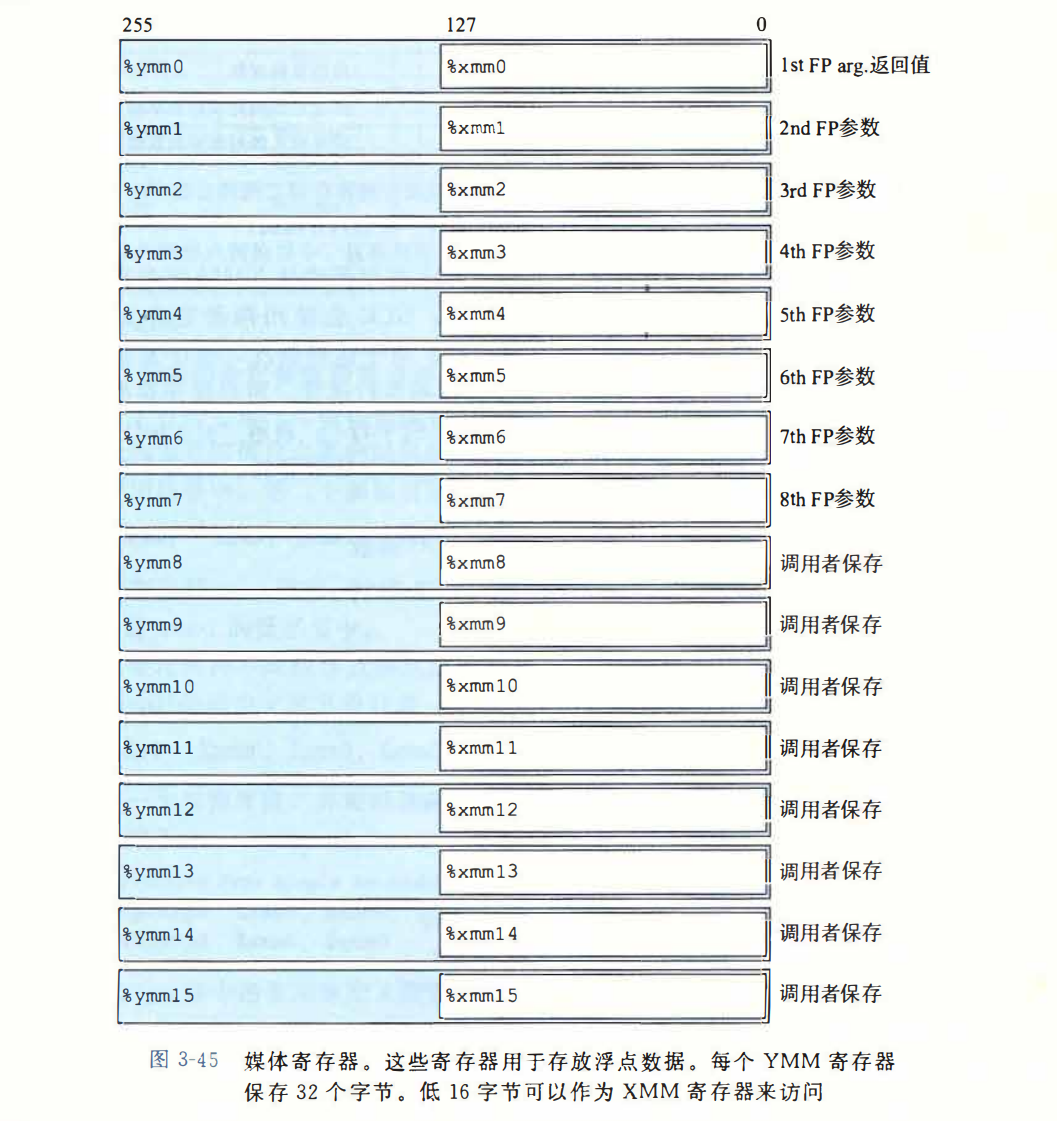 255 127 0
%ymm0 %xmm0 1st FP arg.返回值
%ymm1 %xmm1 2nd FP参数
%ymm2 %xmm2 3rd FP参数
%ymm3 %xmm3 4th FP参数
%ymm4 %xmm4 5th FP参数
%ymm5 %xmm5 6th FP参数
%ymm6 %xmm6 7th FP参数
%ymm7 %xmm7 8th FP参数
%ymm8 %xmm8 调用者保存
%ymm9 %xmm9 调用者保存
%ymm10 %xmm10 调用者保存
%ymm11 %xmm11 调用者保存
%ymm12 %xmm12 调用者保存
%ymm13 %xmm13 调用者保存
%ymm14 %xmm14 调用者保存
%ymm15 %xmm15 调用者保存
图 3-45 媒体寄存器。这些寄存器用于存放浮点数据。每个 YMM 寄存器
保存 32 个字节。低 16 字节可以作为 XMM 寄存器来访问